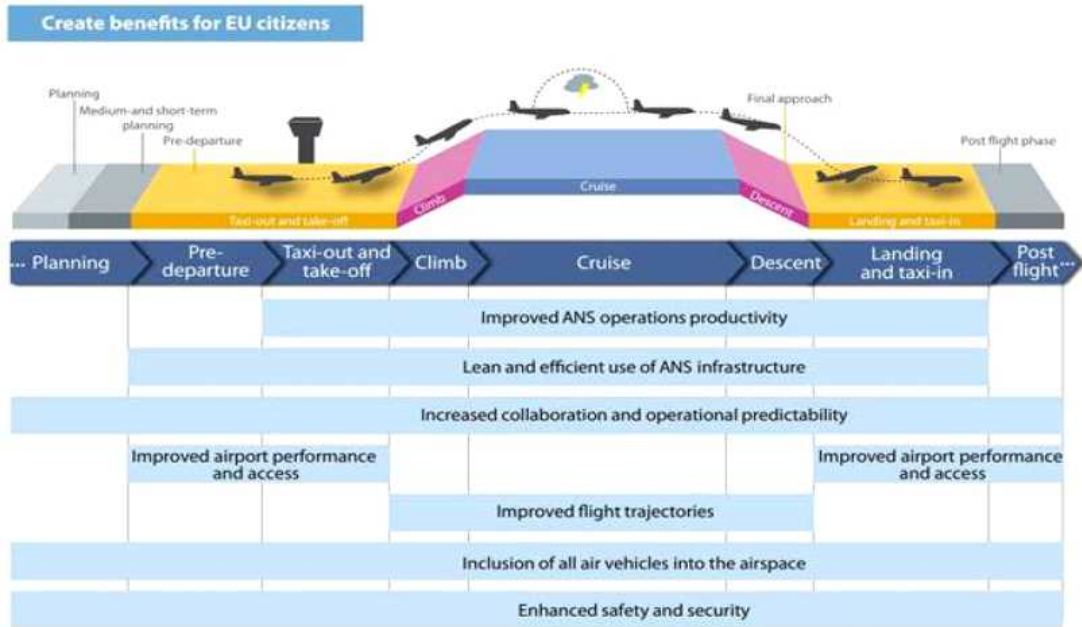 Create benefits for EU citizens
Planning
Medium-and short-term
planning
Pre-departure
Final approach
Post flight phase
Taxi-out and take-off
Climb
Cruise
Descent
Landing and taxi-in
... Planning
Pre-
departure
Taxi-out and
take-off
Climb
Cruise
Descent
Landing
and taxi-in
Post
flight ...
Improved ANS operations productivity
Lean and efficient use of ANS infrastructure
Increased collaboration and operational predictability
Improved airport performance
and access
Improved airport performance
and access
Improved flight trajectories
Inclusion of all air vehicles into the airspace
Enhanced safety and security